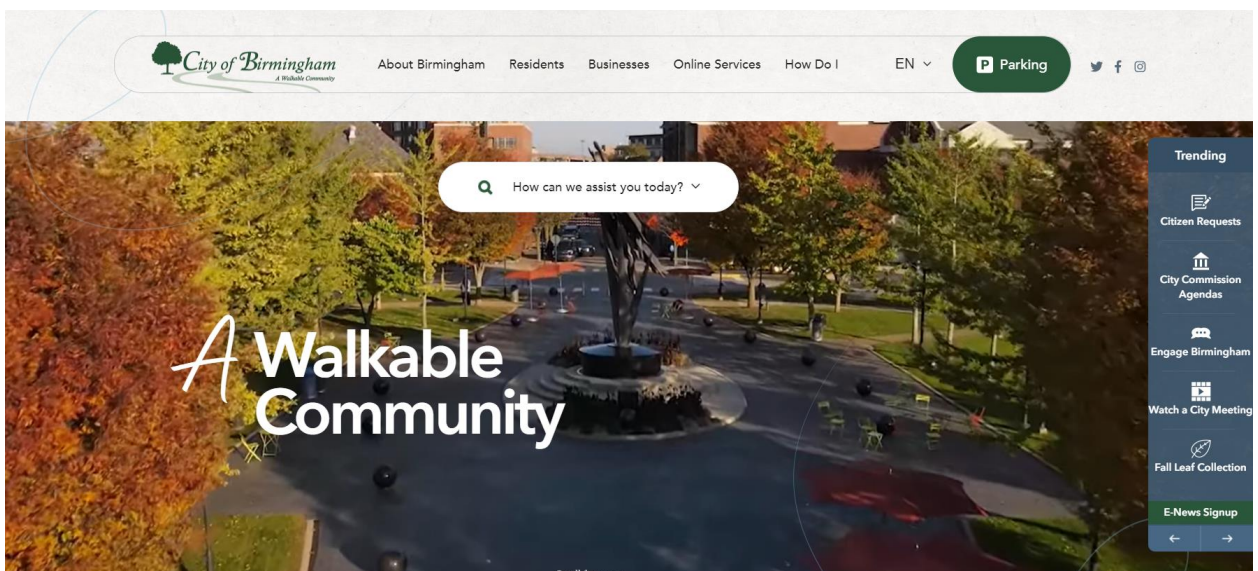 City of Birmingham
A Walkable Community
About Birmingham
Residents
Businesses
Online Services
How Do I
EN
P Parking
How can we assist you today?
Trending
Citizen Requests
City Commission
Agendas
Engage Birmingham
Watch a City Meeting
Fall Leaf Collection
E-News Signup
A Walkable
Community